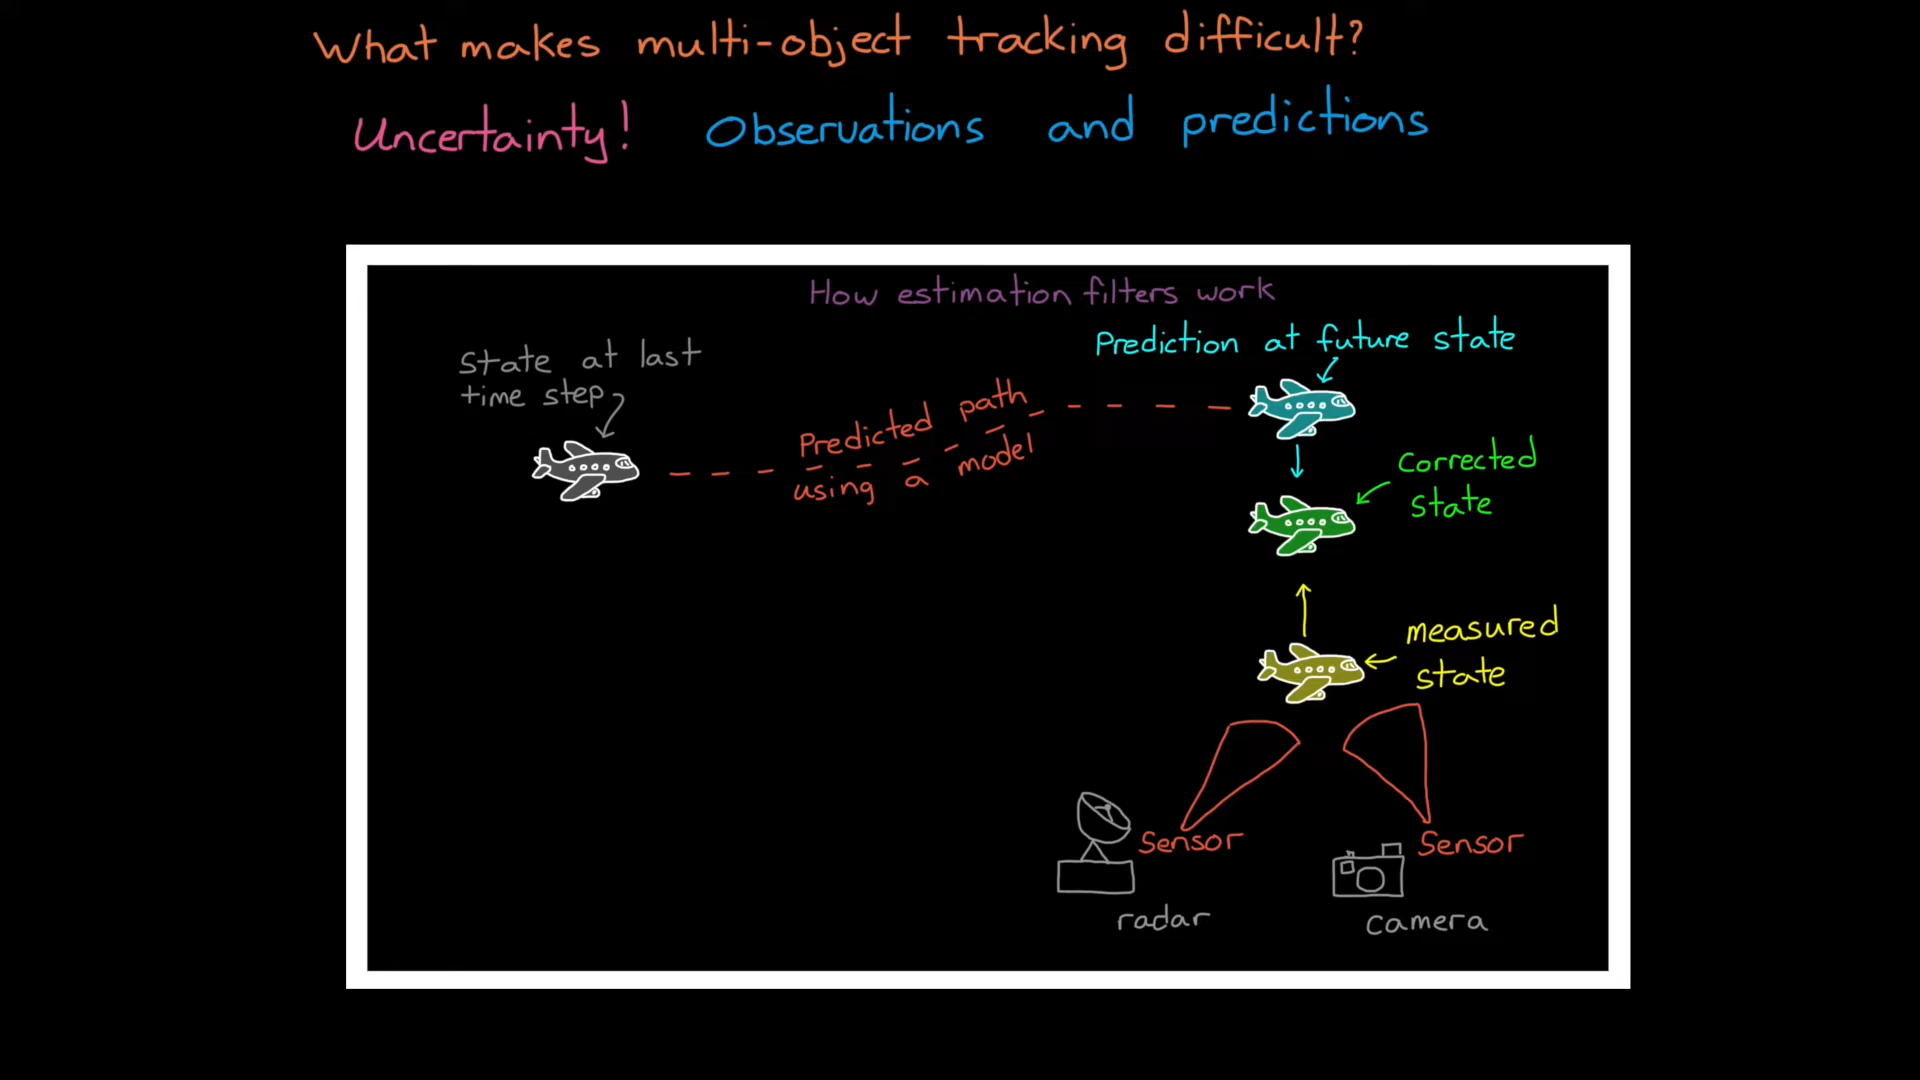 What makes multi-object tracking difficult?
Uncertainty! Observations and predictions
How estimation filters work
State at last
time step
Predicted path
using a model
Prediction at future state
Corrected
State
measured
state
Sensor
radar
Sensor
camera